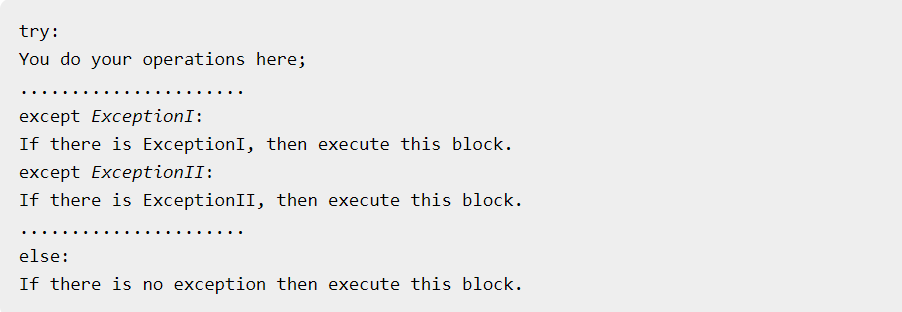 try:
You do your operations here;
......................
except ExceptionI:
If there is ExceptionI, then execute this block.
except ExceptionII:
If there is ExceptionII, then execute this block.
......................
else:
If there is no exception then execute this block.